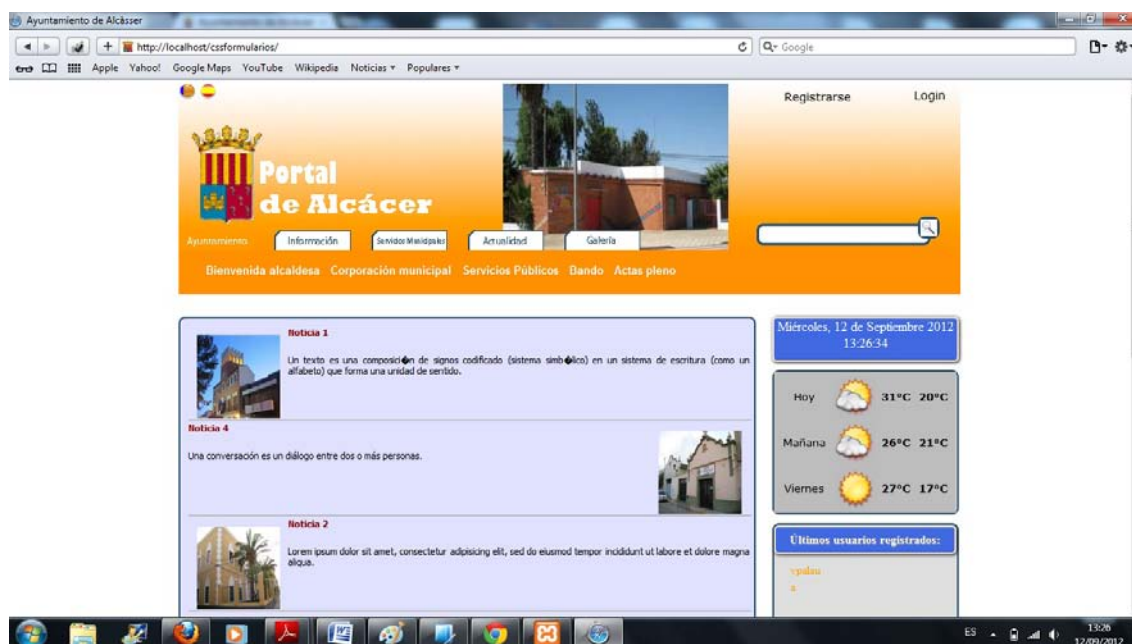 Ayuntamiento de Alcàsser
http://localhost/cssformularios/
Google
Apple Yahoo! Google Maps YouTube Wikipedia Noticias Populares
Registrarse Login
Portal
de Alcácer
Ayuntamiento Información Servicios Municipales Actualidad Galería
Bienvenida alcaldesa Corporación municipal Servicios Públicos Bando Actas pleno
Noticia 1
Un texto es una composici�n de signos codificado (sistema simb�lico) en un sistema de escritura (como un
alfabeto) que forma una unidad de sentido.
Noticia 4
Una conversación es un diálogo entre dos o más personas.
Noticia 2
Lorem ipsum dolor sit amet, consectetur adipisicing elit, sed do eiusmod tempor incididunt ut labore et dolore magna
aliqua.
Miércoles, 12 de Septiembre 2012
13:26:34
Hoy 31ºC 20ºC
Mañana 26ºC 21ºC
Viernes 27ºC 17ºC
Últimos usuarios registrados:
vpalau
a
ES 13:26
12/09/2012